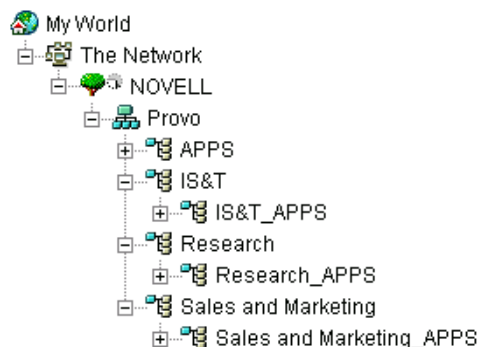 My World
The Network
NOVELL
Provo
APPS
IS&T
IS&T_APPS
Research
Research_APPS
Sales and Marketing
Sales and Marketing_APPS